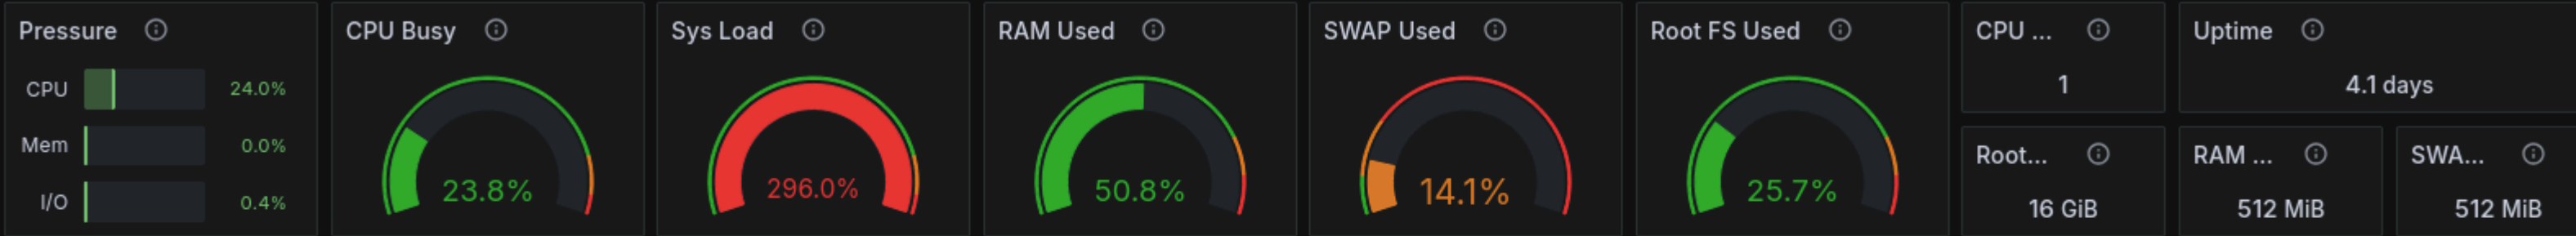 Pressure
CPU 24.0%
Mem 0.0%
I/O 0.4%
CPU Busy
23.8%
Sys Load
296.0%
RAM Used
50.8%
SWAP Used
14.1%
Root FS Used
25.7%
CPU ...
1
Uptime
4.1 days
Root...
16 GiB
RAM ...
512 MiB
SWA...
512 MiB